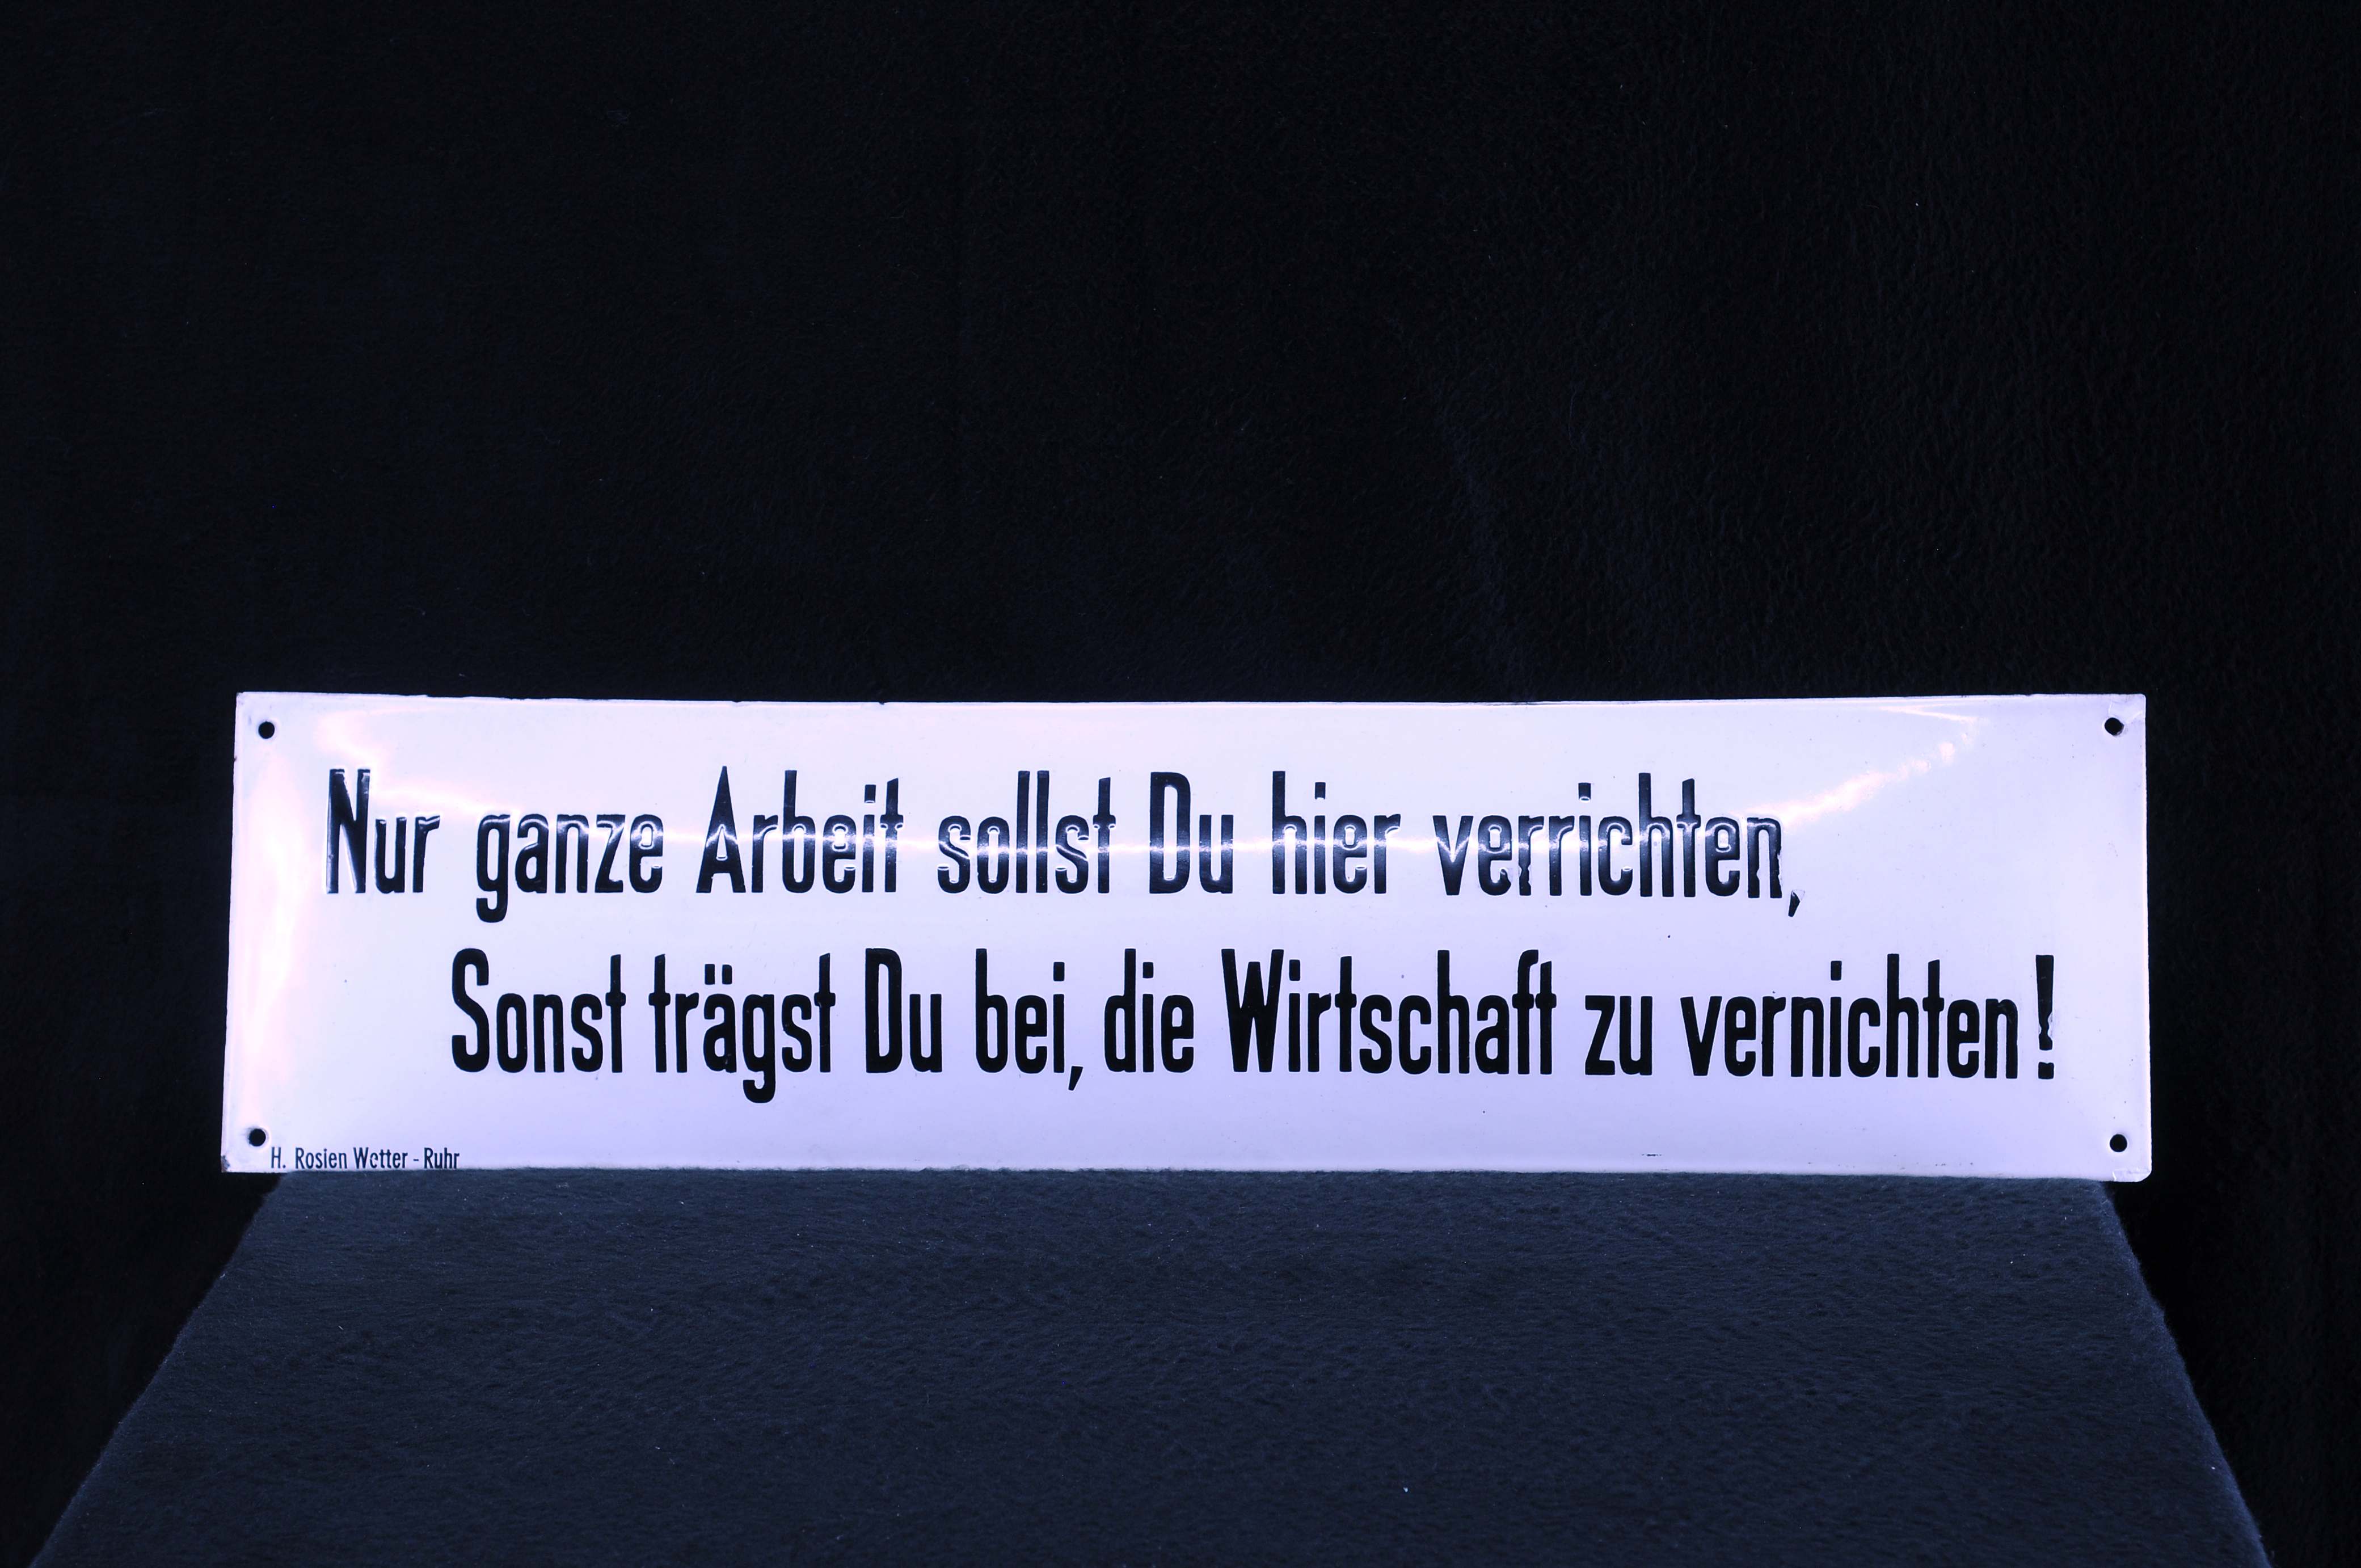 Nur ganze Arbeit sollst Du hier verrichten,
Sonst trägst Du bei, die Wirtschaft zu vernichten!
H. Rosien Wetter - Ruhr